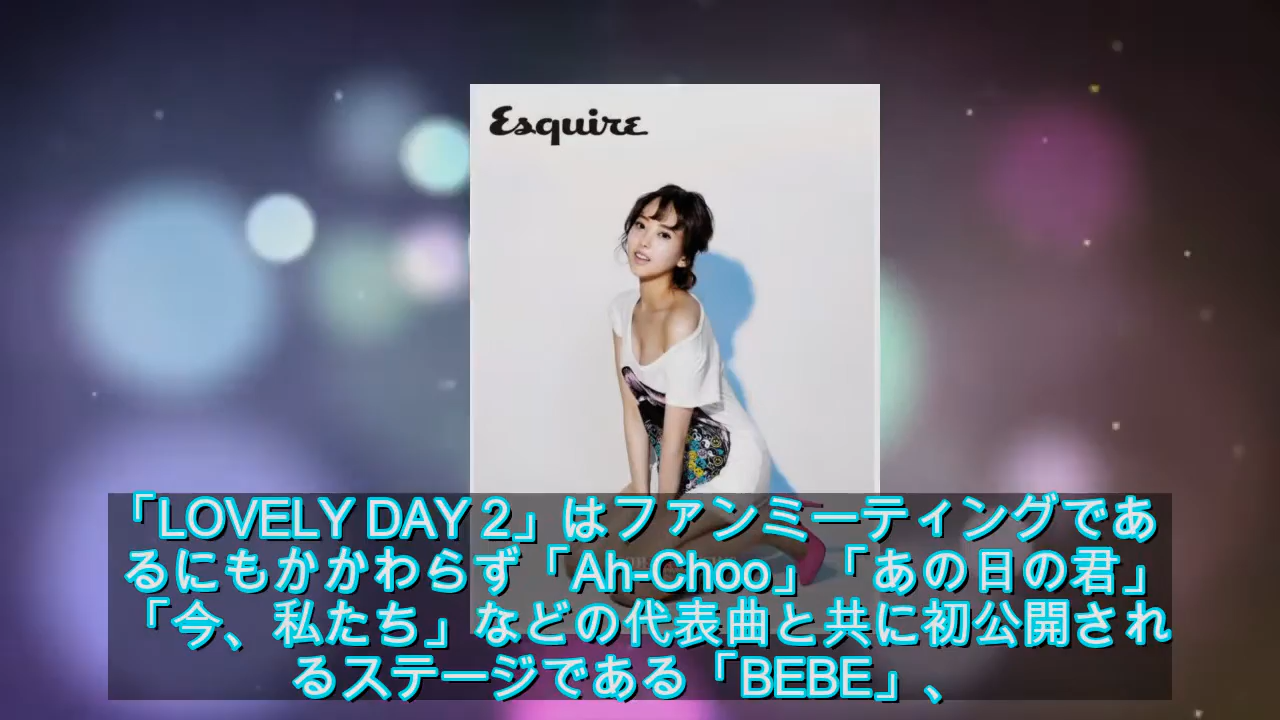 Esquire
「LOVELY DAY 2」はファンミーティングであ
るにもかかわらず「Ah-Choo」「あの日の君」
「今、私たち」などの代表曲と共に初公開され
るステージである「BEBE」、